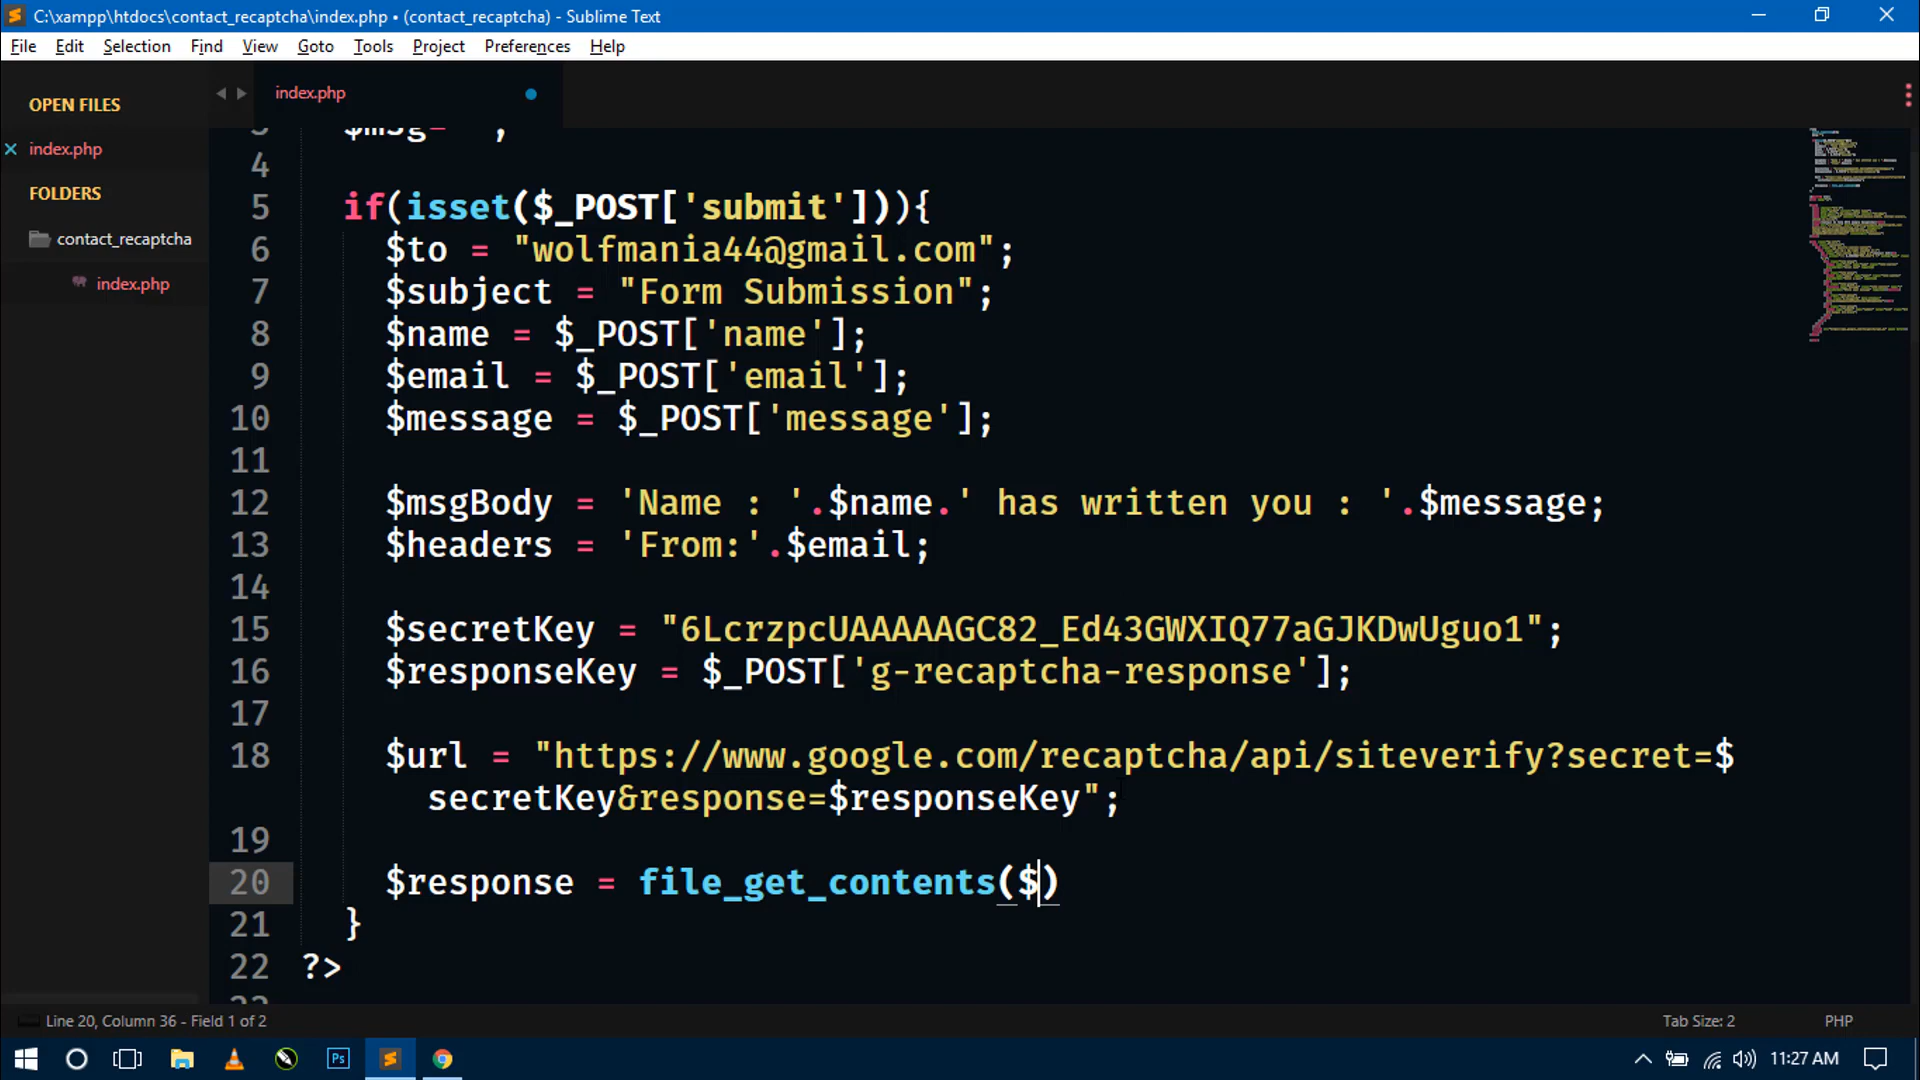 C:\xampp\htdocs\contact_recaptcha\index.php • (contact_recaptcha) - Sublime Text
File Edit Selection Find View Goto Tools Project Preferences Help
OPEN FILES
index.php
FOLDERS
contact_recaptcha
index.php
index.php
4
5 if(isset($_POST['submit'])){
6 $to = "wolfmania44@gmail.com";
7 $subject = "Form Submission";
8 $name = $_POST['name'];
9 $email = $_POST['email'];
10 $message = $_POST['message'];
11
12 $msgBody = 'Name : '.$name.' has written you : '.$message;
13 $headers = 'From:'.$email;
14
15 $secretKey = "6LcrzpcUAAAAAGC82_Ed43GWXIQ77aGJKDwUguo1";
16 $responseKey = $_POST['g-recaptcha-response'];
17
18 $url = "https://www.google.com/recaptcha/api/siteverify?secret=$
secretKey&response=$responseKey";
19
20 $response = file_get_contents($)
21 }
22 ?>
Line 20, Column 36 - Field 1 of 2
Tab Size: 2
PHP
Ps
11:27 AM